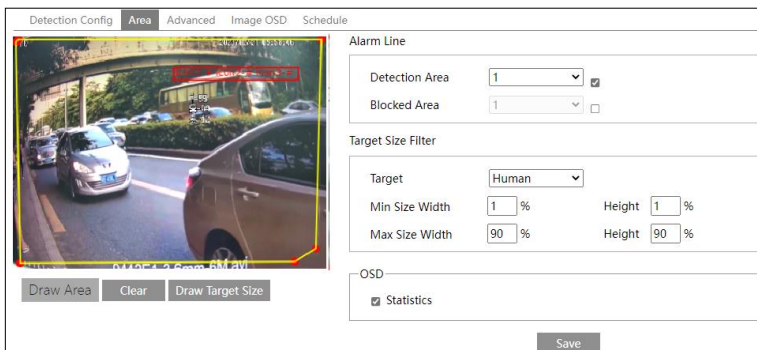 Detection Config Area Advanced Image OSD Schedule
Alarm Line
Detection Area 1
Blocked Area 1
Target Size Filter
Target Human
Min Size Width 1 % Height 1 %
Max Size Width 90 % Height 90 %
OSD
Statistics
Draw Area Clear Draw Target Size
Save